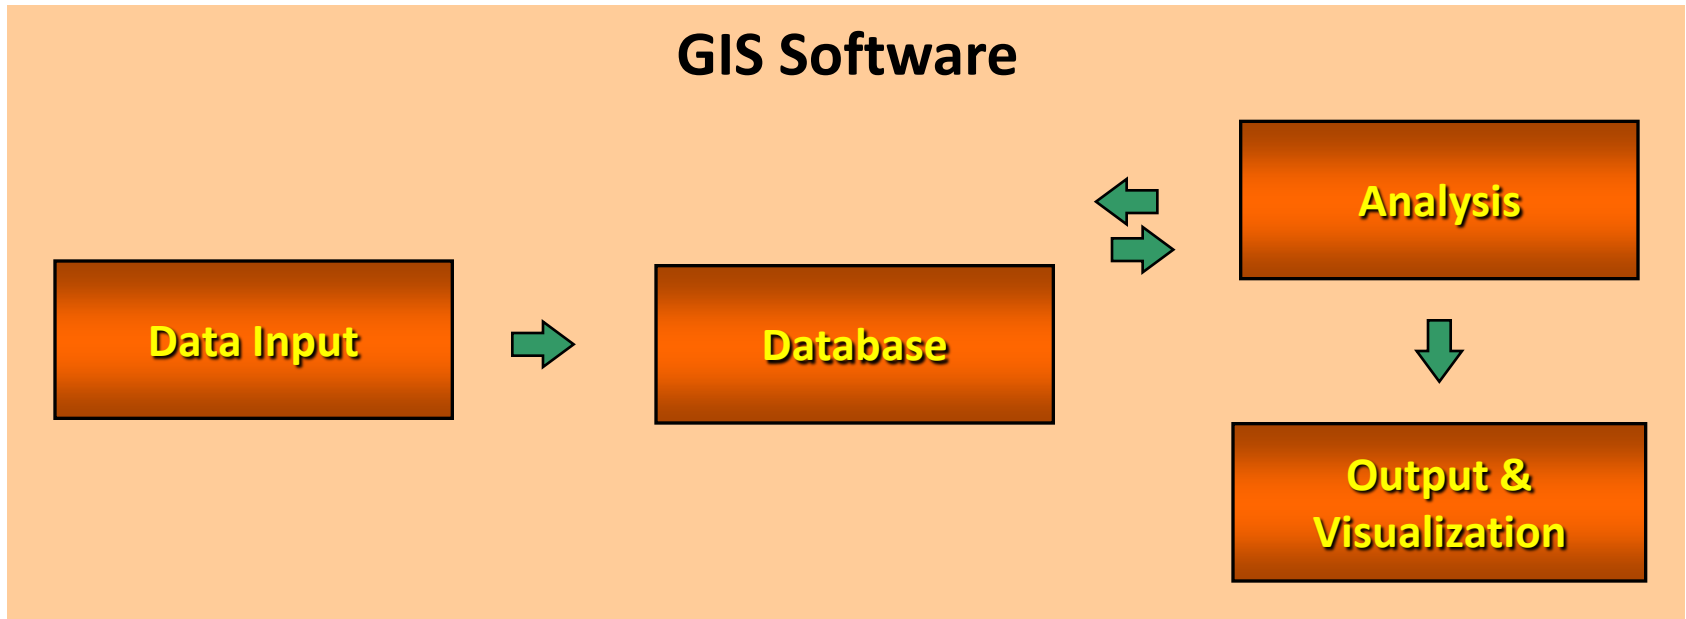 GIS Software
Data Input
Database
Analysis
Output &
Visualization